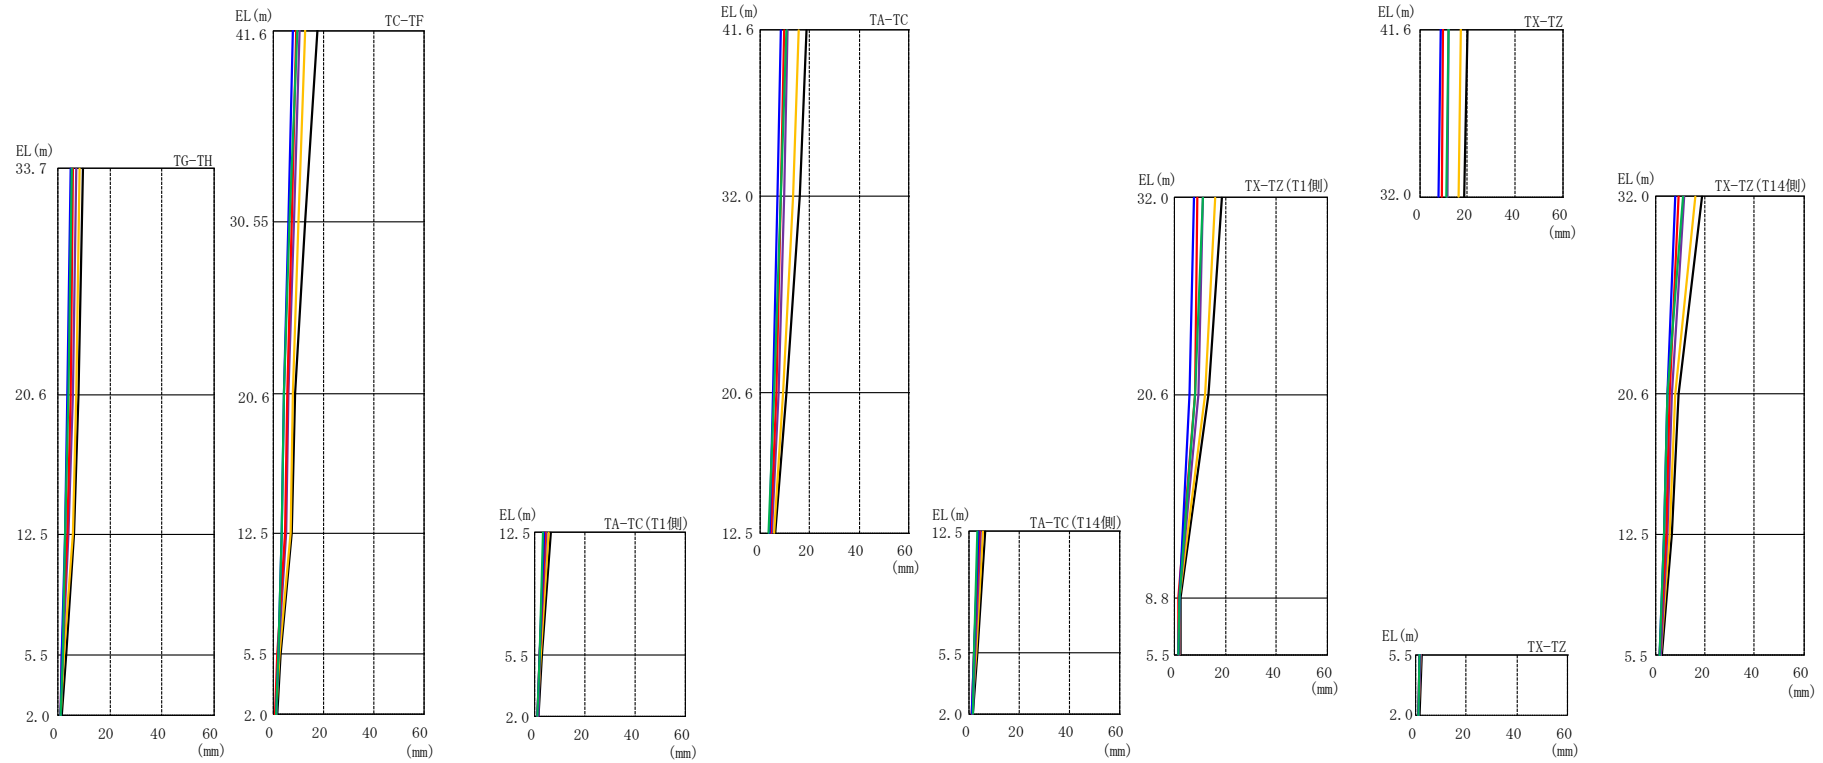 EL(m)
TG-TH
33.7
20.6
12.5
5.5
2.0
0 20 40 60
(mm)
EL(m)
TC-TF
41.6
30.55
20.6
12.5
5.5
2.0
0 20 40 60
(mm)
EL(m)
TA-TC(T1側)
12.5
5.5
2.0
0 20 40 60
(mm)
EL(m)
TA-TC
41.6
32.0
20.6
12.5
0 20 40 60
(mm)
EL(m)
TA-TC(T14側)
12.5
5.5
2.0
0 20 40 60
(mm)
EL(m)
TX-TZ(T1側)
32.0
20.6
8.8
5.5
0 20 40 60
(mm)
EL(m)
TX-TZ
41.6
32.0
0 20 40 60
(mm)
EL(m)
TX-TZ
5.5
2.0
0 20 40 60
(mm)
EL(m)
TX-TZ(T14側)
32.0
20.6
12.5
5.5
0 20 40 60
(mm)